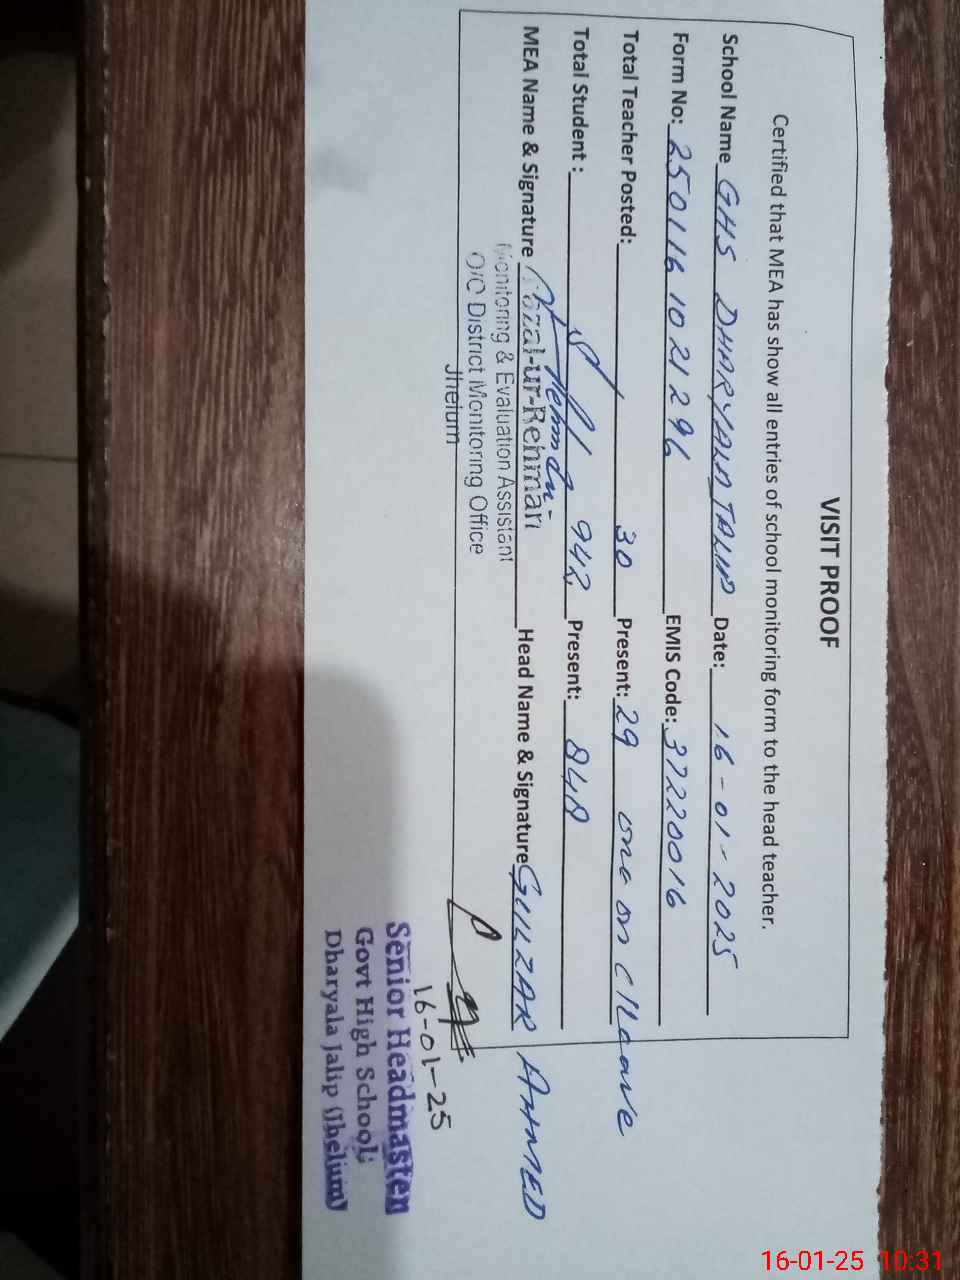 VISIT PROOF
Certified that MEA has show all entries of school monitoring form to the head teacher.
School Name GHS DHARYALA JALIP Date: 16-01-2025
Form No: 250116 1021296 EMIS Code: 37220016
Total Teacher Posted: 30 Present: 29 one on C/Leave
Total Student : 942 Present: 848
MEA Name & Signature Fazal-ur-Rehman Head Name & Signature GULZAR AHMED
Monitoring & Evaluation Assistant
O/O District Monitoring Office
Jhelum
16-01-25
Senior Headmaster
Govt High School
Dharyala Jalip (Jhelum)
16-01-25 10:31